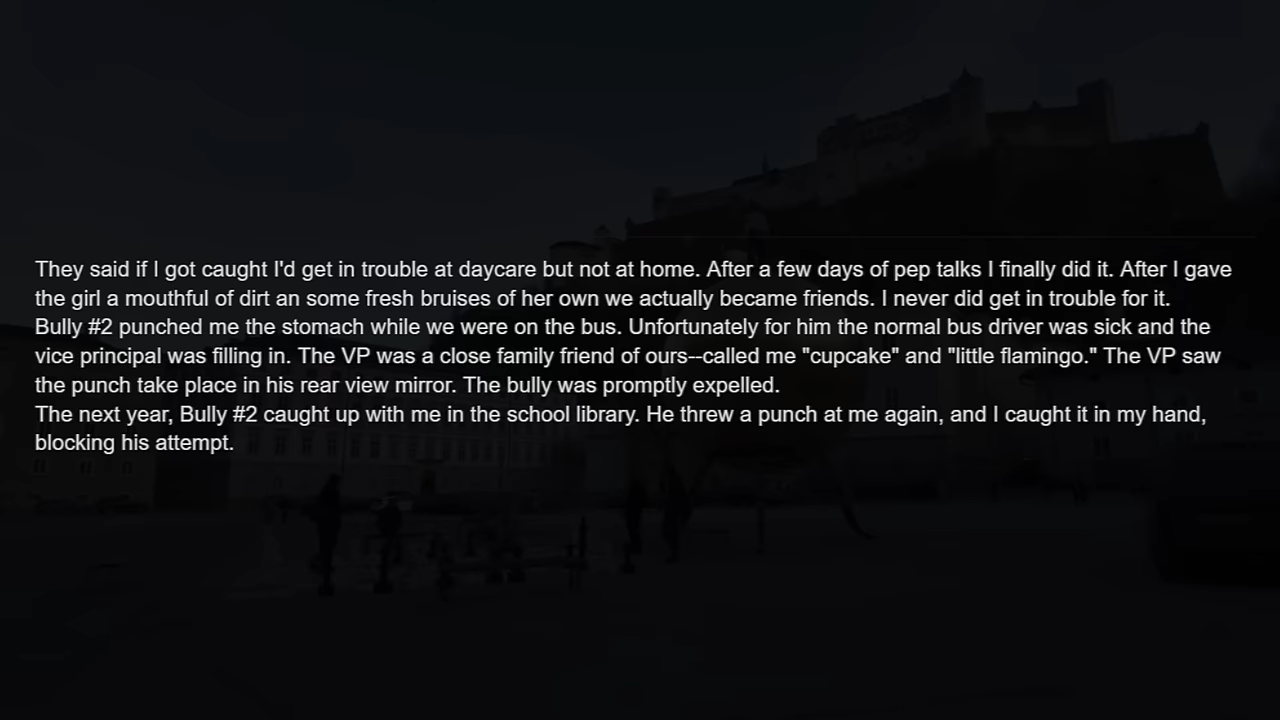 They said if I got caught I'd get in trouble at daycare but not at home. After a few days of pep talks I finally did it. After I gave
the girl a mouthful of dirt an some fresh bruises of her own we actually became friends. I never did get in trouble for it.
Bully #2 punched me the stomach while we were on the bus. Unfortunately for him the normal bus driver was sick and the
vice principal was filling in. The VP was a close family friend of ours--called me "cupcake" and "little flamingo." The VP saw
the punch take place in his rear view mirror. The bully was promptly expelled.
The next year, Bully #2 caught up with me in the school library. He threw a punch at me again, and I caught it in my hand,
blocking his attempt.